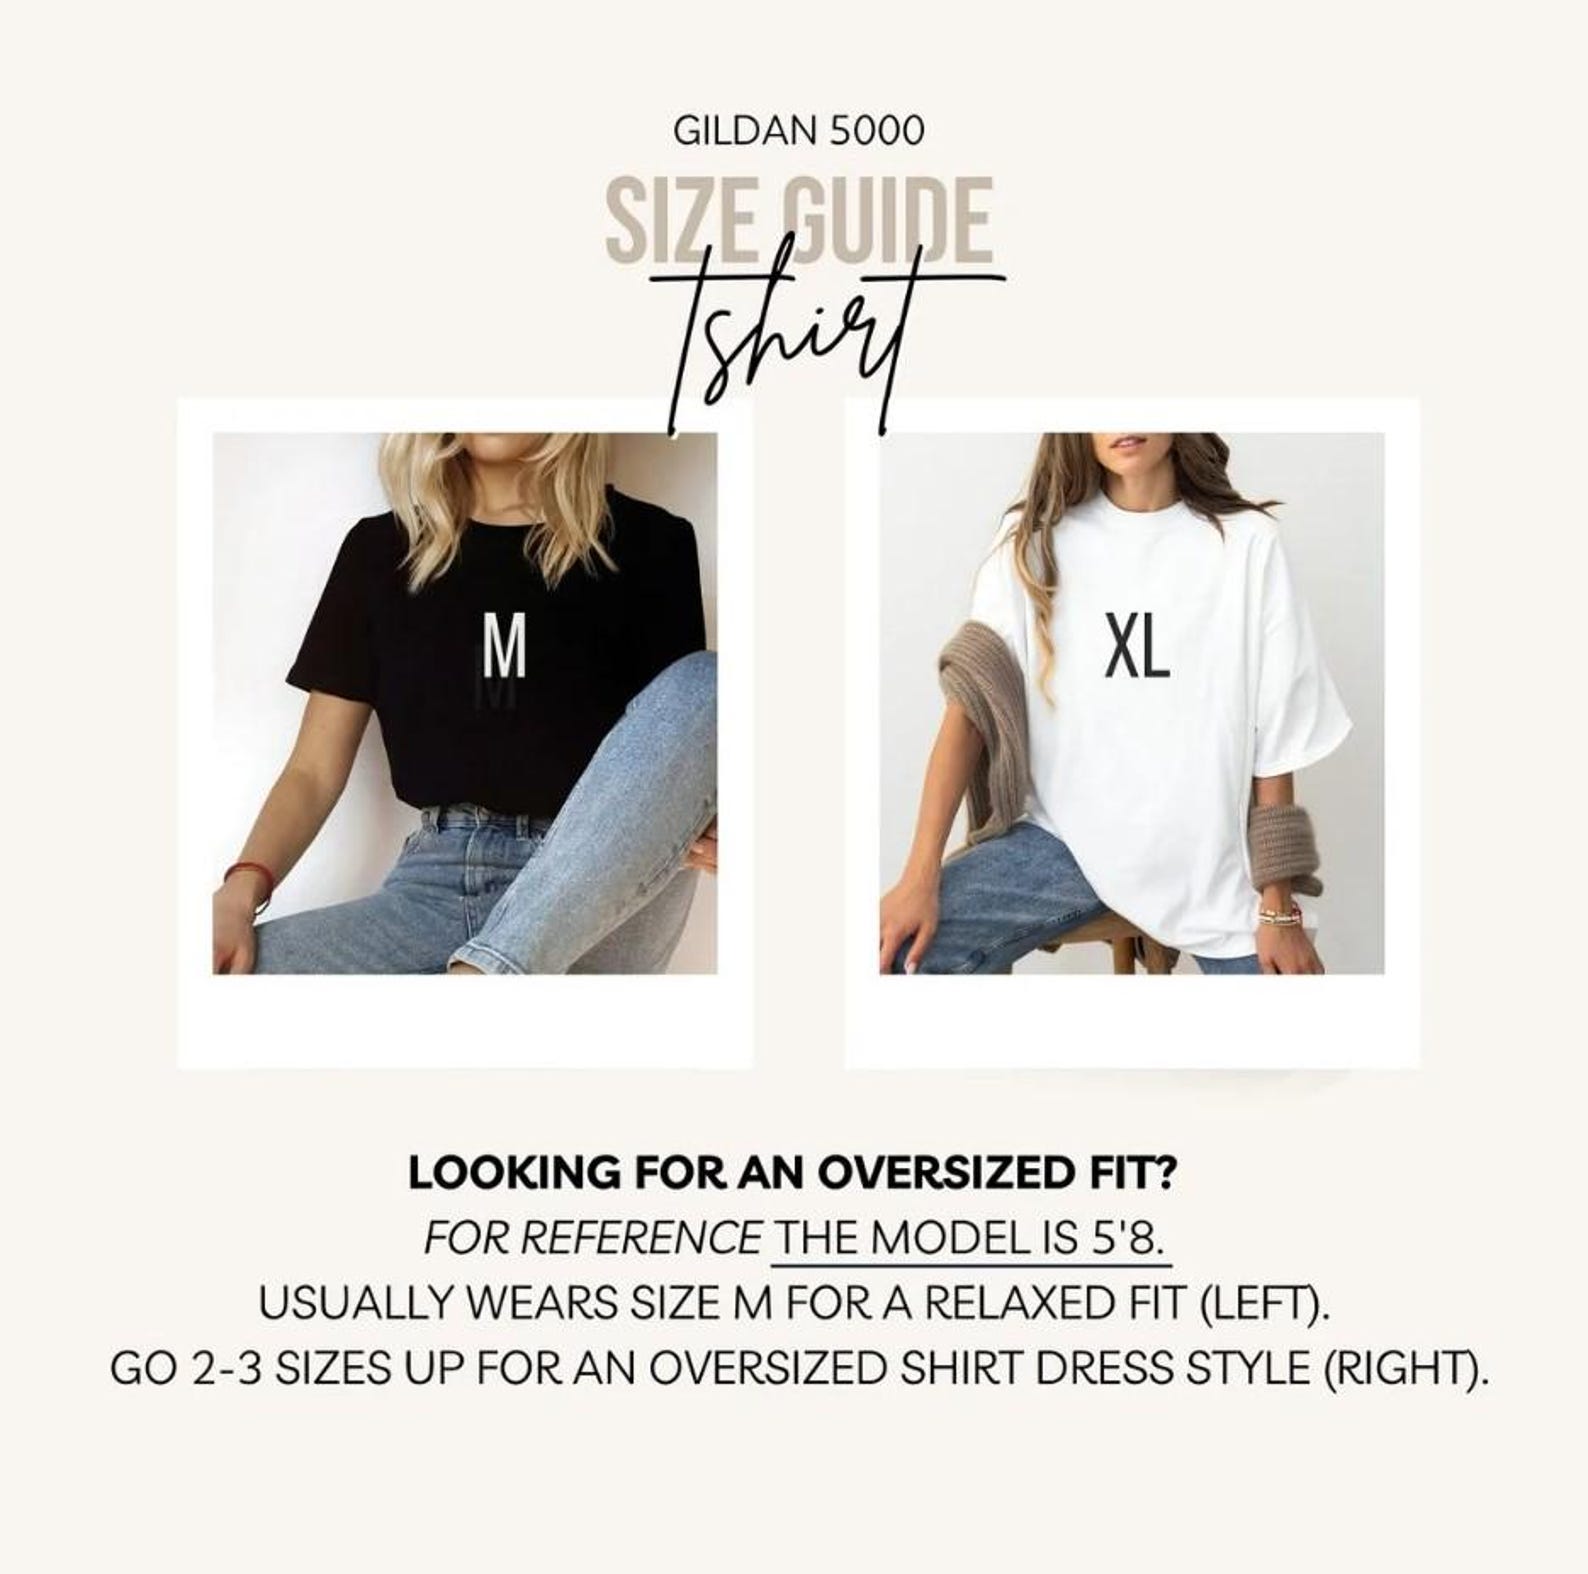 GILDAN 5000
SIZE GUIDE
tshirt
M
XL
LOOKING FOR AN OVERSIZED FIT?
FOR REFERENCE THE MODEL IS 5'8.
USUALLY WEARS SIZE M FOR A RELAXED FIT (LEFT).
GO 2-3 SIZES UP FOR AN OVERSIZED SHIRT DRESS STYLE (RIGHT).